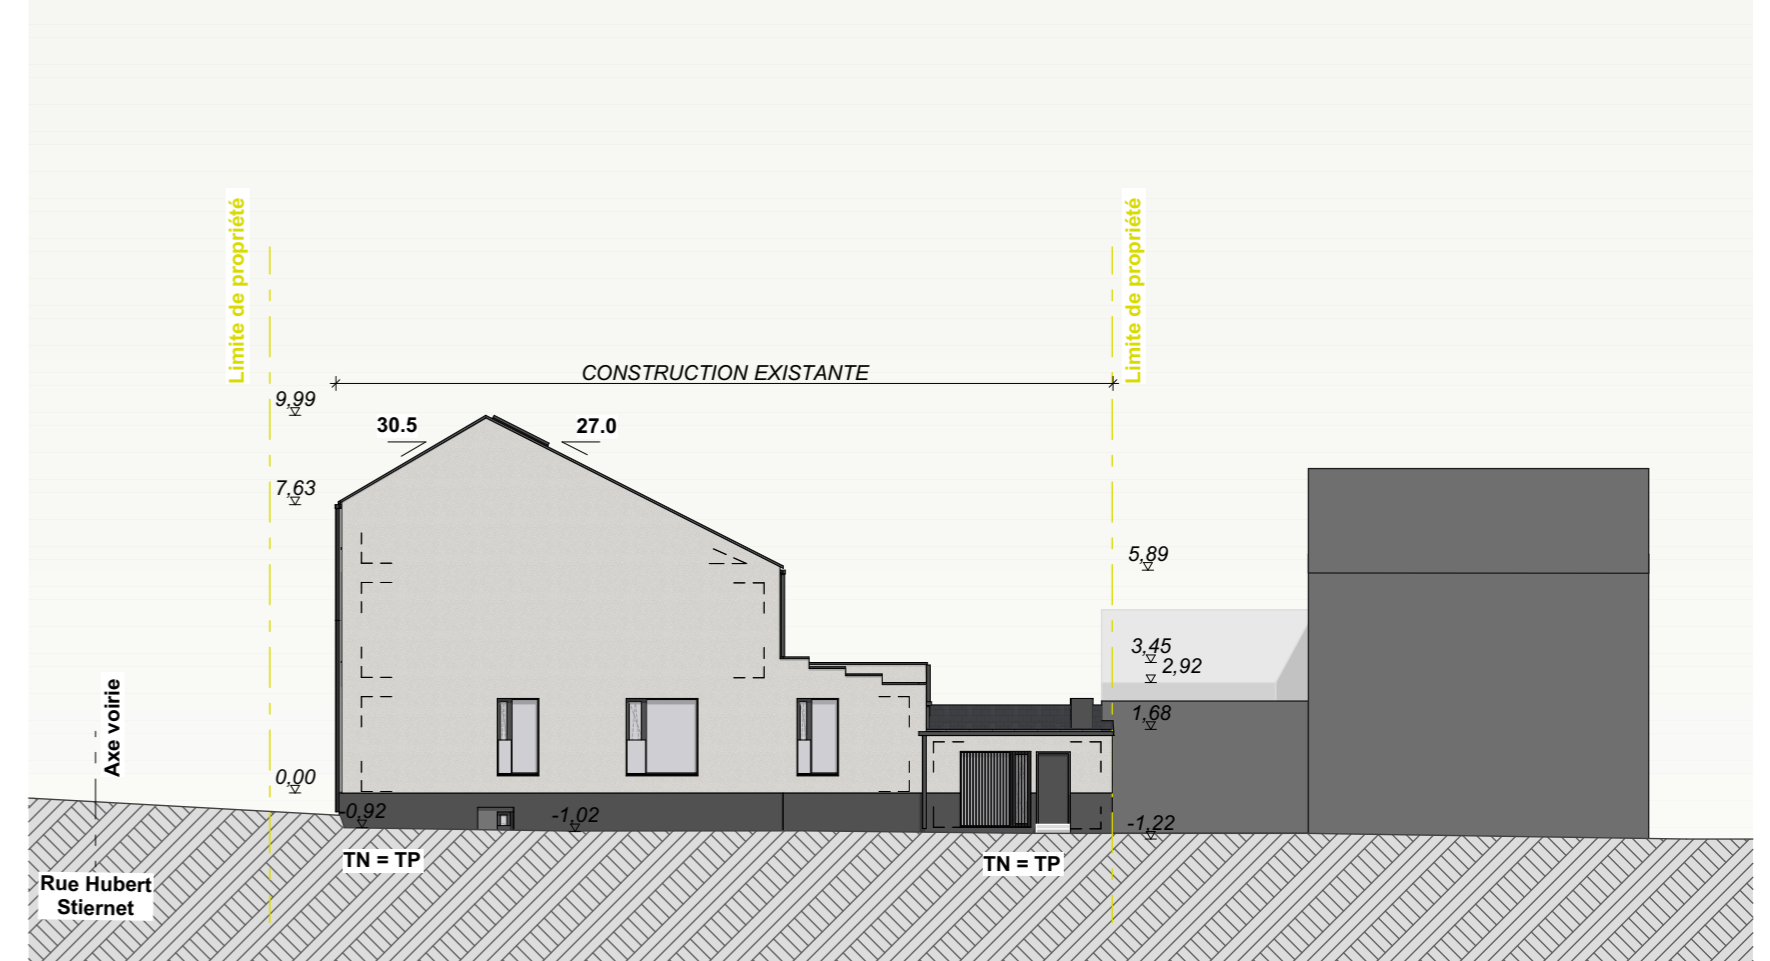 Limite de propriété
Limite de propriété
CONSTRUCTION EXISTANTE
9,99
30.5
27.0
7,63
5,89
3,45
2,92
1,68
Axe voirie
0,00
-0,92
-1,02
-1,22
TN = TP
TN = TP
Rue Hubert
Stiernet